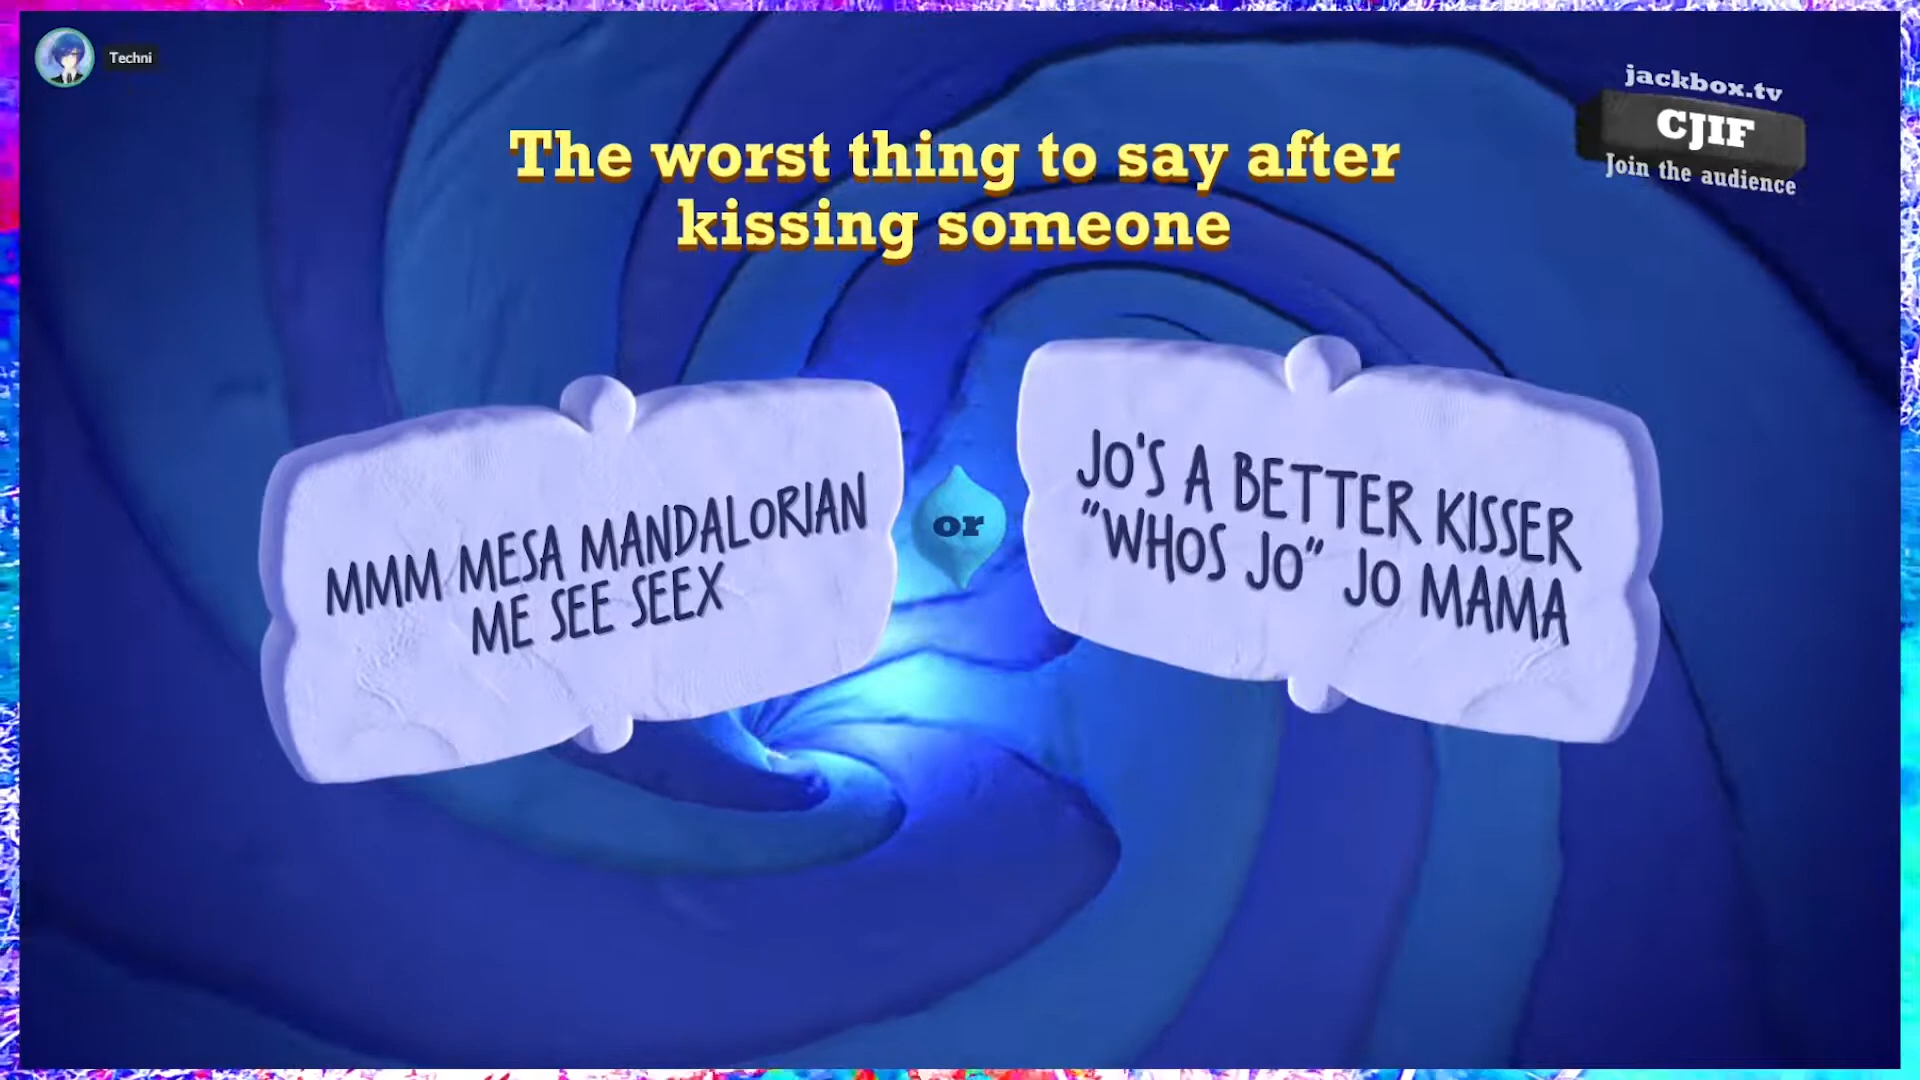 Techni
jackbox.tv
CJIF
Join the audience
The worst thing to say after
kissing someone
MMM MESA MANDALORIAN
ME SEE SEEX
or
JO'S A BETTER KISSER
"WHOS JO" JO MAMA